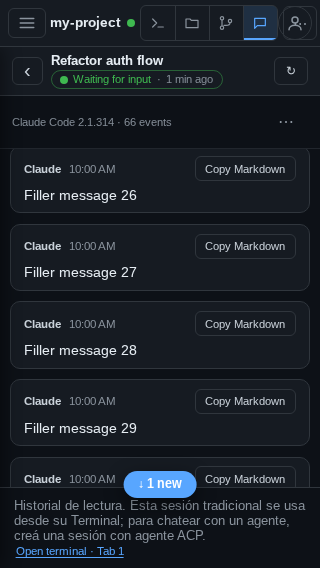 my-project
Refactor auth flow
Waiting for input · 1 min ago
Claude Code 2.1.314 · 66 events
Claude 10:00 AM Copy Markdown
Filler message 26
Claude 10:00 AM Copy Markdown
Filler message 27
Claude 10:00 AM Copy Markdown
Filler message 28
Claude 10:00 AM Copy Markdown
Filler message 29
Claude 10:00 AM Copy Markdown
↓ 1 new
Historial de lectura. Esta sesión tradicional se usa
desde su Terminal; para chatear con un agente,
creá una sesión con agente ACP.
Open terminal · Tab 1